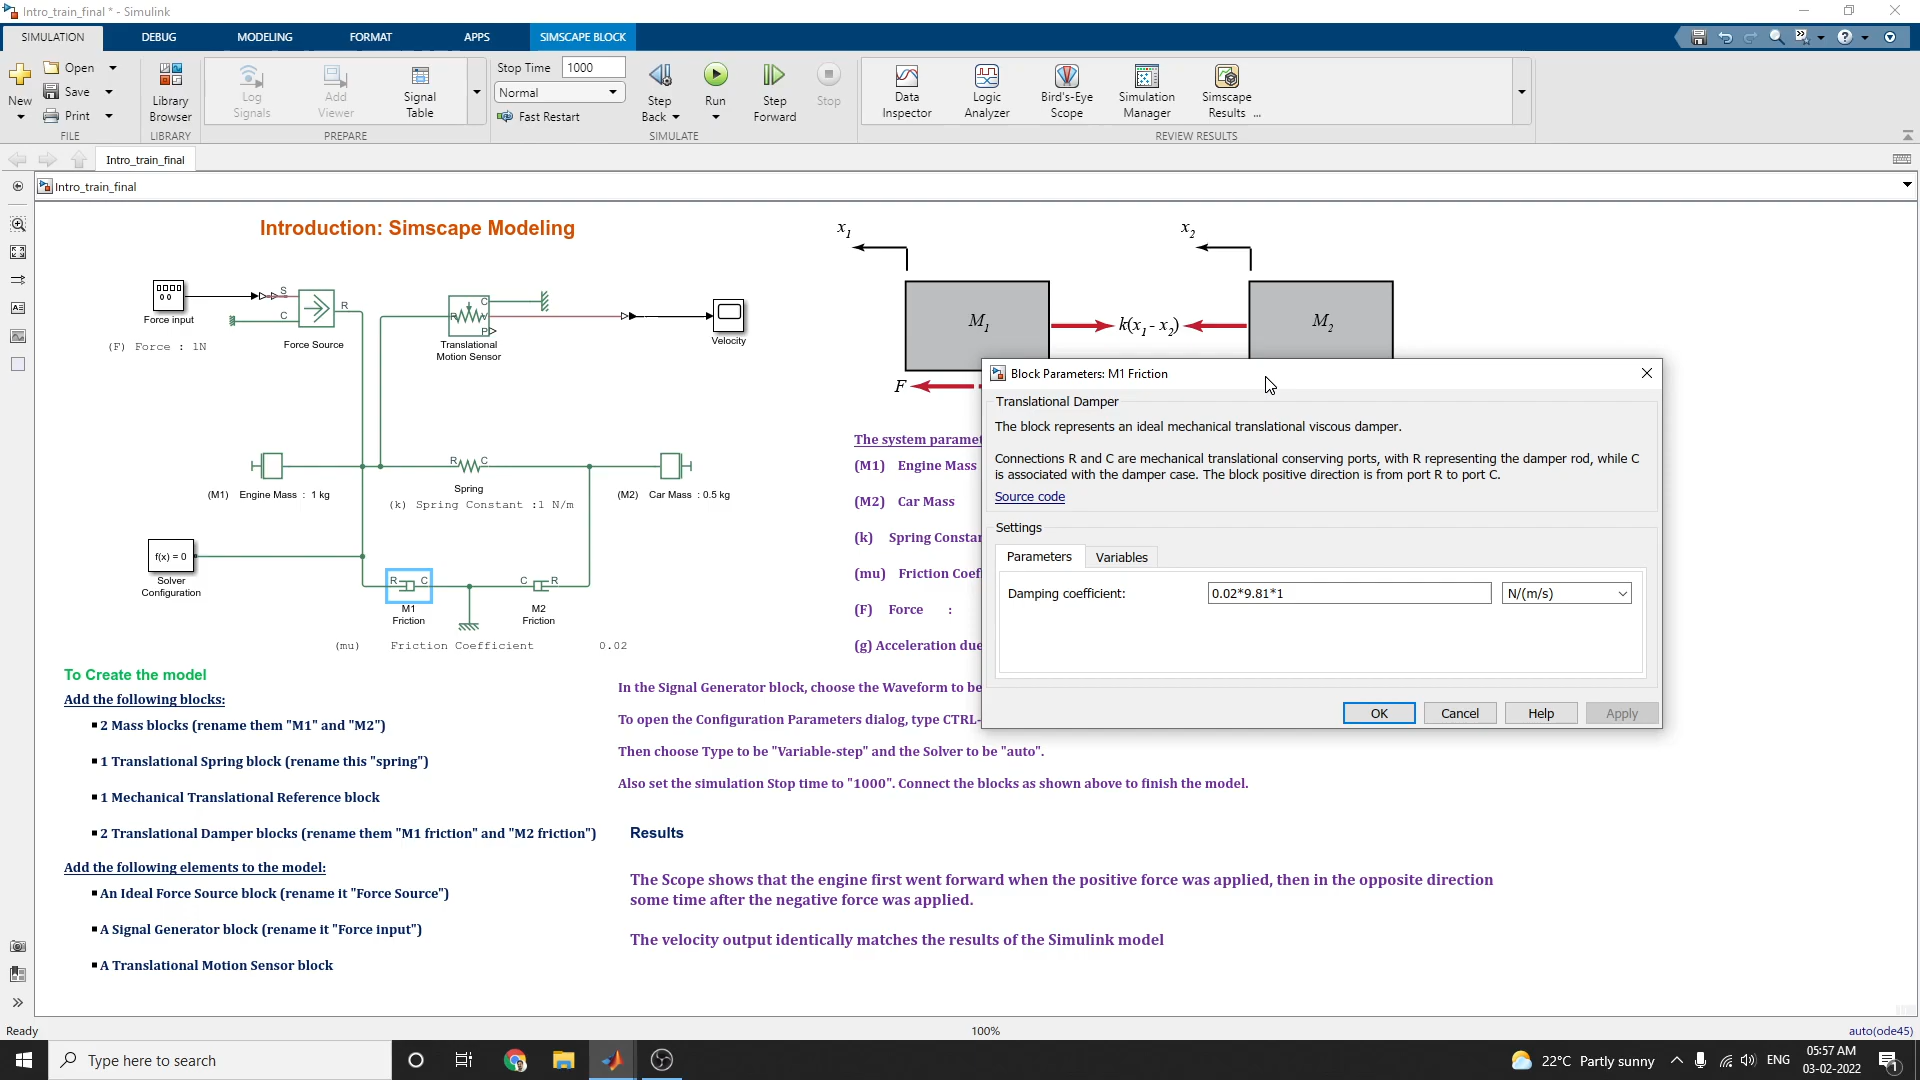 Intro_train_final * - Simulink
SIMULATION DEBUG MODELING FORMAT APPS SIMSCAPE BLOCK
New
Open
Save
Print
FILE
Library Browser
LIBRARY
Log Signals
Add Viewer
Signal Table
PREPARE
Stop Time 1000
Normal
Fast Restart
Step Back
Run
Step Forward
Stop
SIMULATE
Data Inspector
Logic Analyzer
Bird's-Eye Scope
Simulation Manager
Simscape Results ...
REVIEW RESULTS
Intro_train_final
Intro_train_final
Introduction: Simscape Modeling
Force input
(F) Force : 1N
S
C
R
Force Source
R
C
V
P
Translational
Motion Sensor
Velocity
(M1) Engine Mass : 1 kg
R C
Spring
(k) Spring Constant :1 N/m
(M2) Car Mass : 0.5 kg
f(x) = 0
Solver
Configuration
R C
M1
Friction
C R
M2
Friction
(mu) Friction Coefficient 0.02
x1
x2
M1
k(x1 - x2)
M2
F
The system paramet
(M1) Engine Mass
(M2) Car Mass
(k) Spring Constan
(mu) Friction Coef
(F) Force :
(g) Acceleration due
Block Parameters: M1 Friction
Translational Damper
The block represents an ideal mechanical translational viscous damper.
Connections R and C are mechanical translational conserving ports, with R representing the damper rod, while C
is associated with the damper case. The block positive direction is from port R to port C.
Source code
Settings
Parameters Variables
Damping coefficient: 0.02*9.81*1 N/(m/s)
OK Cancel Help Apply
To Create the model
Add the following blocks:
▪ 2 Mass blocks (rename them "M1" and "M2")
▪ 1 Translational Spring block (rename this "spring")
▪ 1 Mechanical Translational Reference block
▪ 2 Translational Damper blocks (rename them "M1 friction" and "M2 friction")
Add the following elements to the model:
▪ An Ideal Force Source block (rename it "Force Source")
▪ A Signal Generator block (rename it "Force input")
▪ A Translational Motion Sensor block
In the Signal Generator block, choose the Waveform to be
To open the Configuration Parameters dialog, type CTRL-
Then choose Type to be "Variable-step" and the Solver to be "auto".
Also set the simulation Stop time to "1000". Connect the blocks as shown above to finish the model.
Results
The Scope shows that the engine first went forward when the positive force was applied, then in the opposite direction
some time after the negative force was applied.
The velocity output identically matches the results of the Simulink model
Ready 100% auto(ode45)
Type here to search
22°C Partly sunny
ENG
05:57 AM
03-02-2022
1